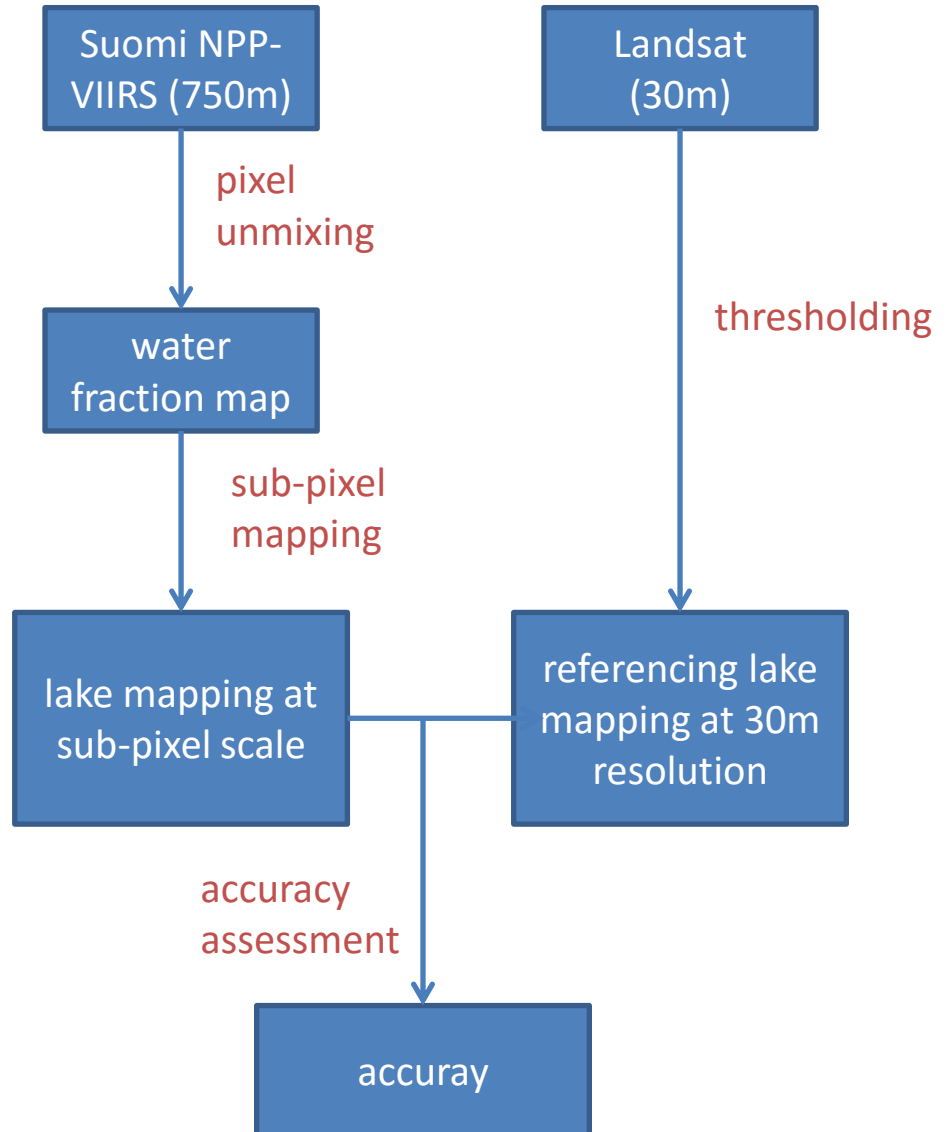 Suomi NPP-
VIIRS (750m)
Landsat
(30m)
pixel
unmixing
thresholding
water
fraction map
sub-pixel
mapping
lake mapping at
sub-pixel scale
referencing lake
mapping at 30m
resolution
accuracy
assessment
accuray